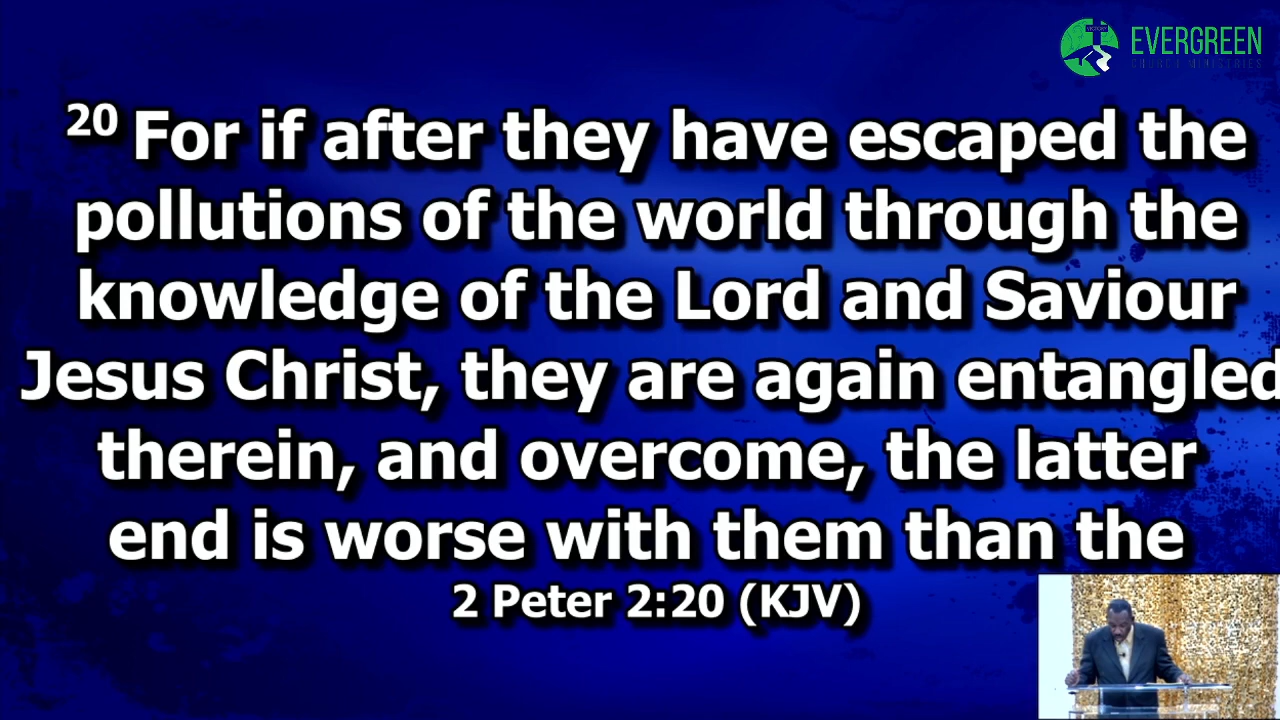 EVERGREEN
CHURCH MINISTRIES
20 For if after they have escaped the
pollutions of the world through the
knowledge of the Lord and Saviour
Jesus Christ, they are again entangled
therein, and overcome, the latter
end is worse with them than the
2 Peter 2:20 (KJV)